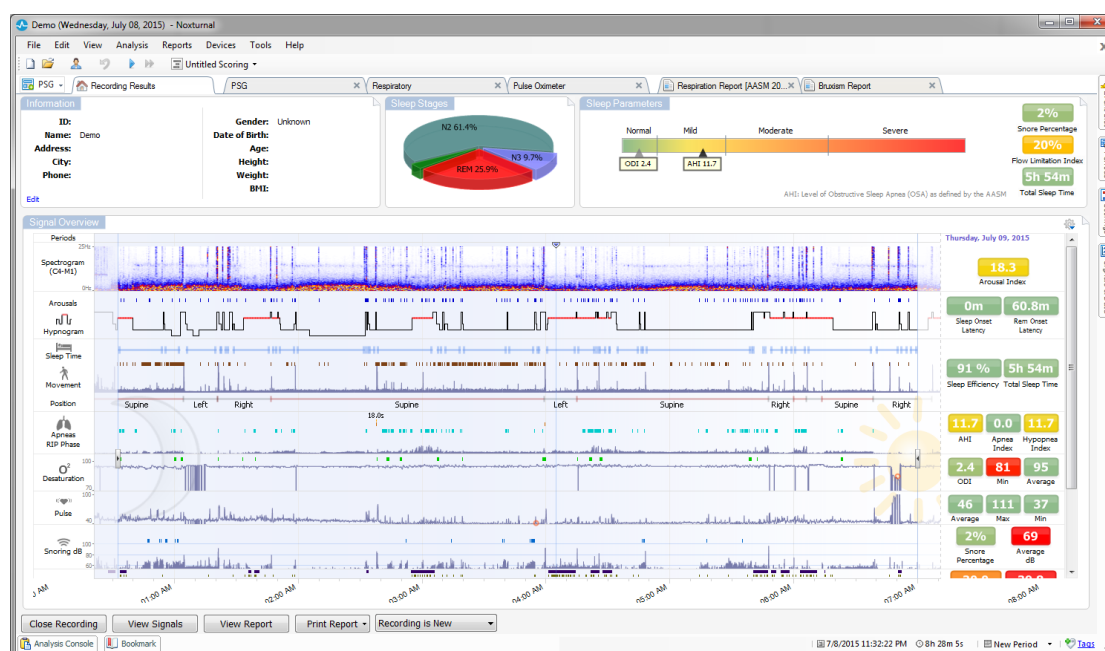 Demo (Wednesday, July 08, 2015) - Noxturnal
File Edit View Analysis Reports Devices Tools Help
Untitled Scoring
PSG Recording Results PSG Respiratory Pulse Oximeter Respiration Report [AASM 20... Bruxism Report
Information
ID:
Name: Demo
Address:
City:
Phone:
Edit
Gender: Unknown
Date of Birth:
Age:
Height:
Weight:
BMI:
Sleep Stages
N2 61.4%
N3 9.7%
REM 25.9%
Sleep Parameters
Normal Mild Moderate Severe
ODI 2.4 AHI 11.7
AHI: Level of Obstructive Sleep Apnea (OSA) as defined by the AASM
2%
Snore Percentage
20%
Flow Limitation Index
5h 54m
Total Sleep Time
Signal Overview
Periods
Thursday, July 09, 2015
25Hz
Spectrogram
(C4-M1)
0Hz
18.3
Arousal Index
Arousals
Hypnogram
0m 60.8m
Sleep Onset Latency
Rem Onset Latency
Sleep Time
Movement
91 % 5h 54m
Sleep Efficiency Total Sleep Time
Position
Supine Left Right Supine Left Supine Right Supine Right
18.0s
Apneas
RIP Phase
11.7 0.0 11.7
AHI
Apnea Index
Hypopnea Index
O2
Desaturation
100
70
2.4 81 95
ODI Min Average
Pulse
100
40
46 111 37
Average Max Min
Snoring dB
100
80
60
2% 69
Snore Percentage
Average dB
01:00 AM 02:00 AM 03:00 AM 04:00 AM 05:00 AM 06:00 AM 07:00 AM 08:00 AM
Close Recording View Signals View Report Print Report Recording is New
Analysis Console Bookmark
7/8/2015 11:32:22 PM 8h 28m 5s New Period Tags